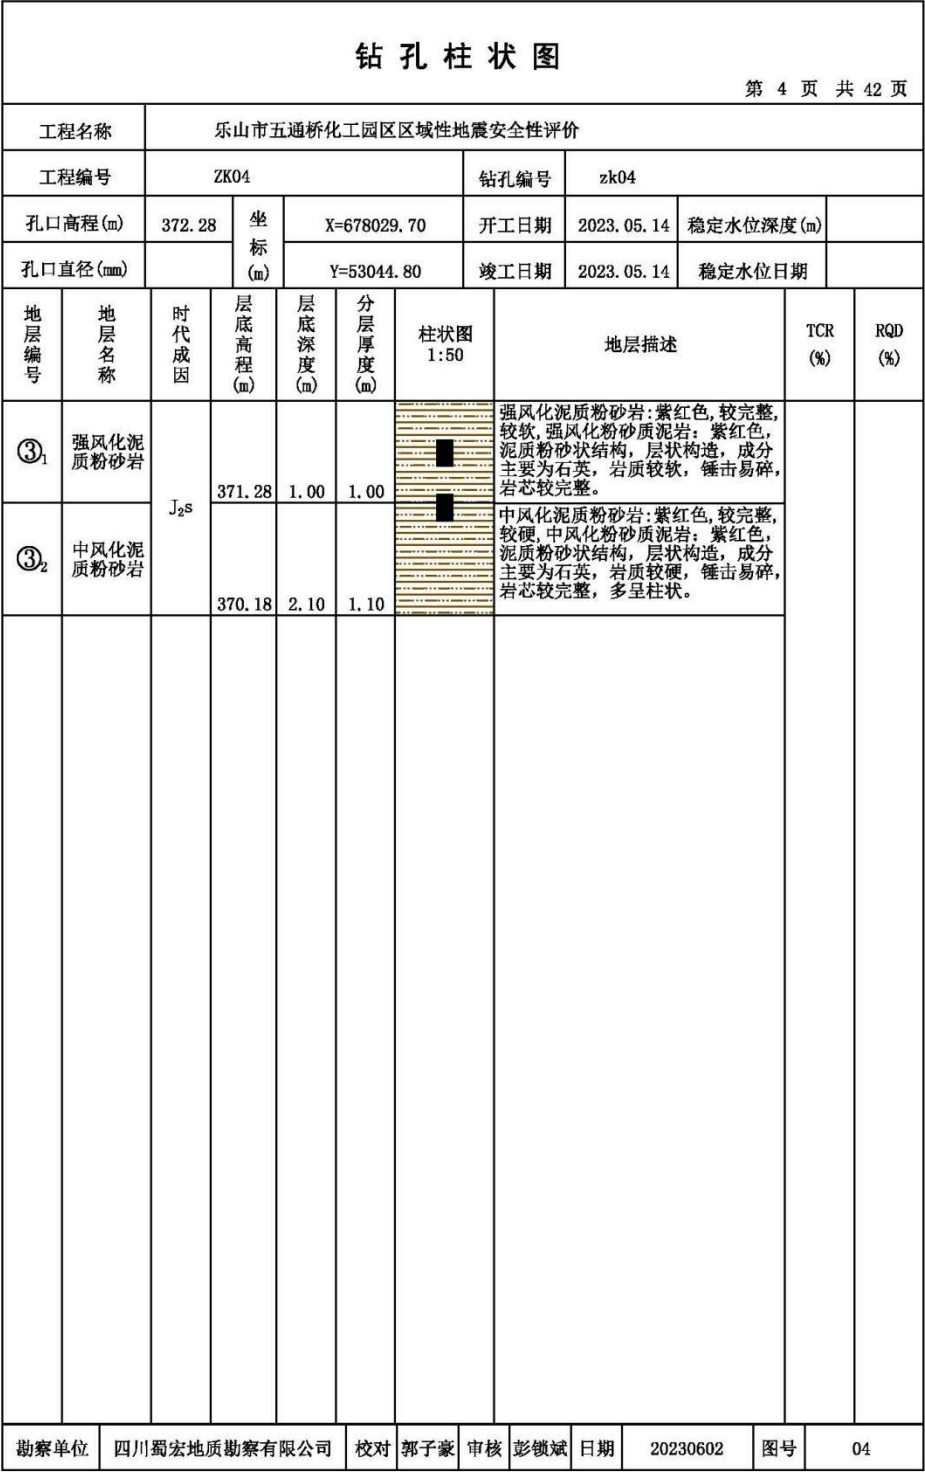 钻孔柱状图
第 4 页 共 42 页
工程名称 乐山市五通桥化工园区区域性地震安全性评价
工程编号 ZK04 钻孔编号 zk04
孔口高程(m) 372.28 坐标(m) X=678029.70 开工日期 2023.05.14 稳定水位深度(m)
孔口直径(mm) Y=53044.80 竣工日期 2023.05.14 稳定水位日期
地层编号 地层名称 时代成因 层底高程(m) 层底深度(m) 分层厚度(m) 柱状图 1:50 地层描述 TCR (%) RQD (%)
③₁
强风化泥
质粉砂岩
J₂s
371.28 1.00 1.00
强风化泥质粉砂岩:紫红色,较完整,
较软,强风化粉砂质泥岩：紫红色,
泥质粉砂状结构，层状构造，成分
主要为石英，岩质较软，锤击易碎,
岩芯较完整。
③₂
中风化泥
质粉砂岩
370.18 2.10 1.10
中风化泥质粉砂岩:紫红色,较完整,
较硬,中风化粉砂质泥岩：紫红色,
泥质粉砂状结构，层状构造，成分
主要为石英，岩质较硬，锤击易碎,
岩芯较完整，多呈柱状。
勘察单位 四川蜀宏地质勘察有限公司 校对 郭子豪 审核 彭锁斌 日期 20230602 图号 04